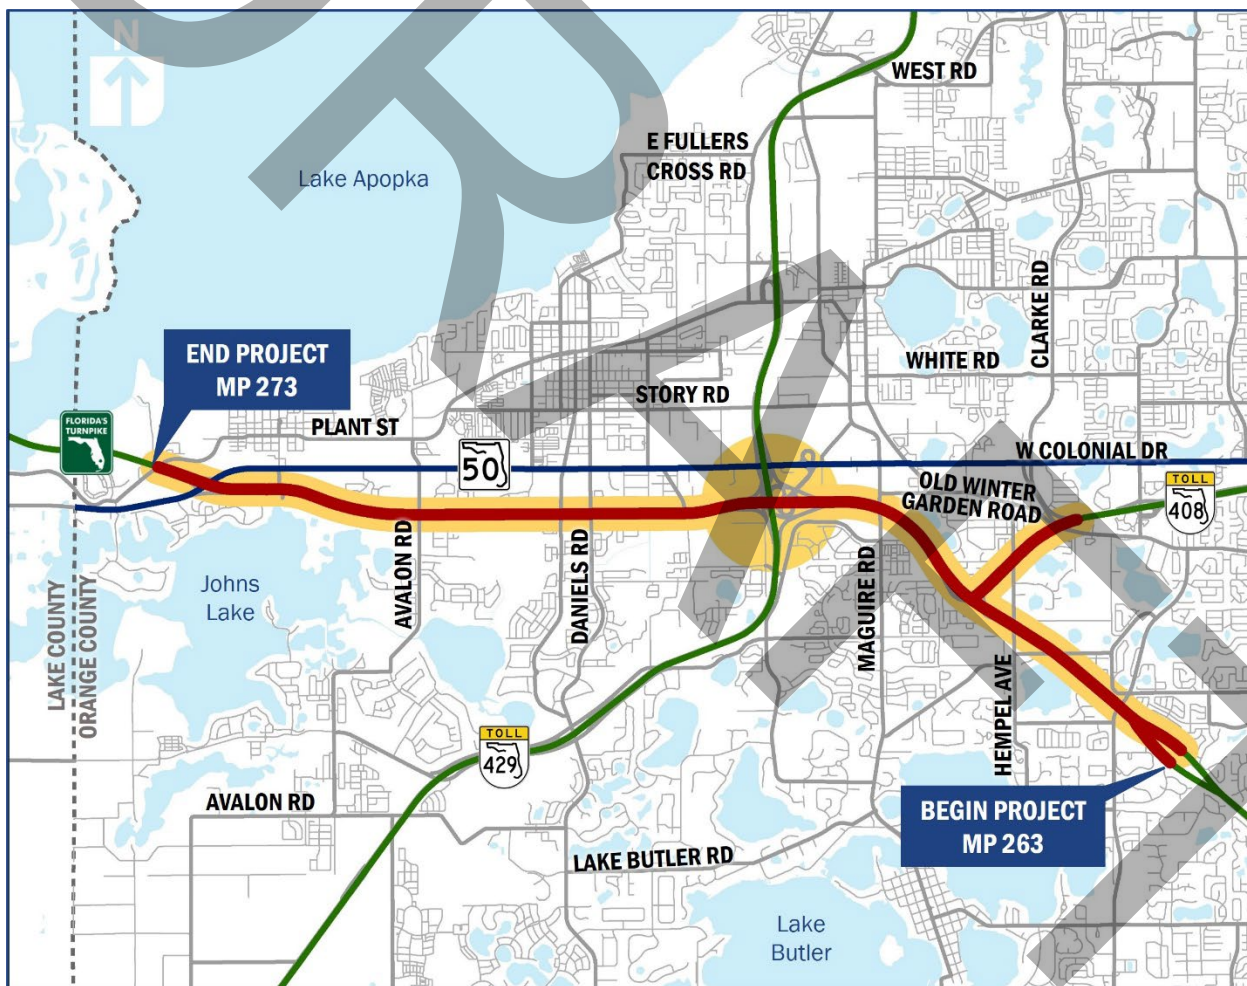 N
WEST RD
E FULLERS
CROSS RD
Lake Apopka
CLARKE RD
END PROJECT
MP 273
WHITE RD
STORY RD
FLORIDA'S
TURNPIKE
PLANT ST
50
W COLONIAL DR
OLD WINTER
GARDEN ROAD
TOLL
408
AVALON RD
DANIELS RD
MAGUIRE RD
Johns
Lake
LAKE COUNTY
ORANGE COUNTY
HEMPEL AVE
TOLL
429
AVALON RD
BEGIN PROJECT
MP 263
LAKE BUTLER RD
Lake
Butler